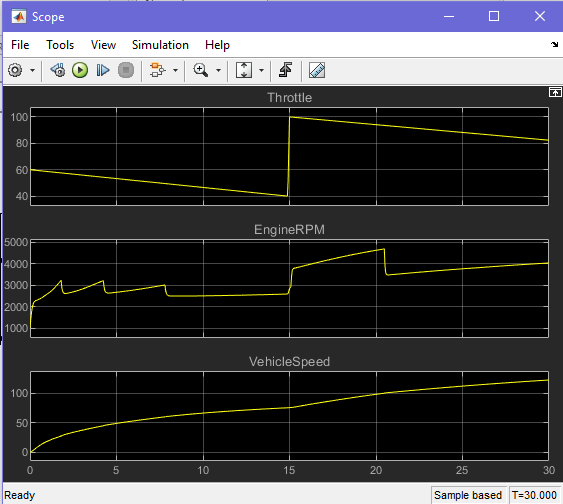 Scope
File Tools View Simulation Help
Throttle
100
80
60
40
EngineRPM
5000
4000
3000
2000
1000
VehicleSpeed
100
50
0
0 5 10 15 20 25 30
Ready Sample based T=30.000